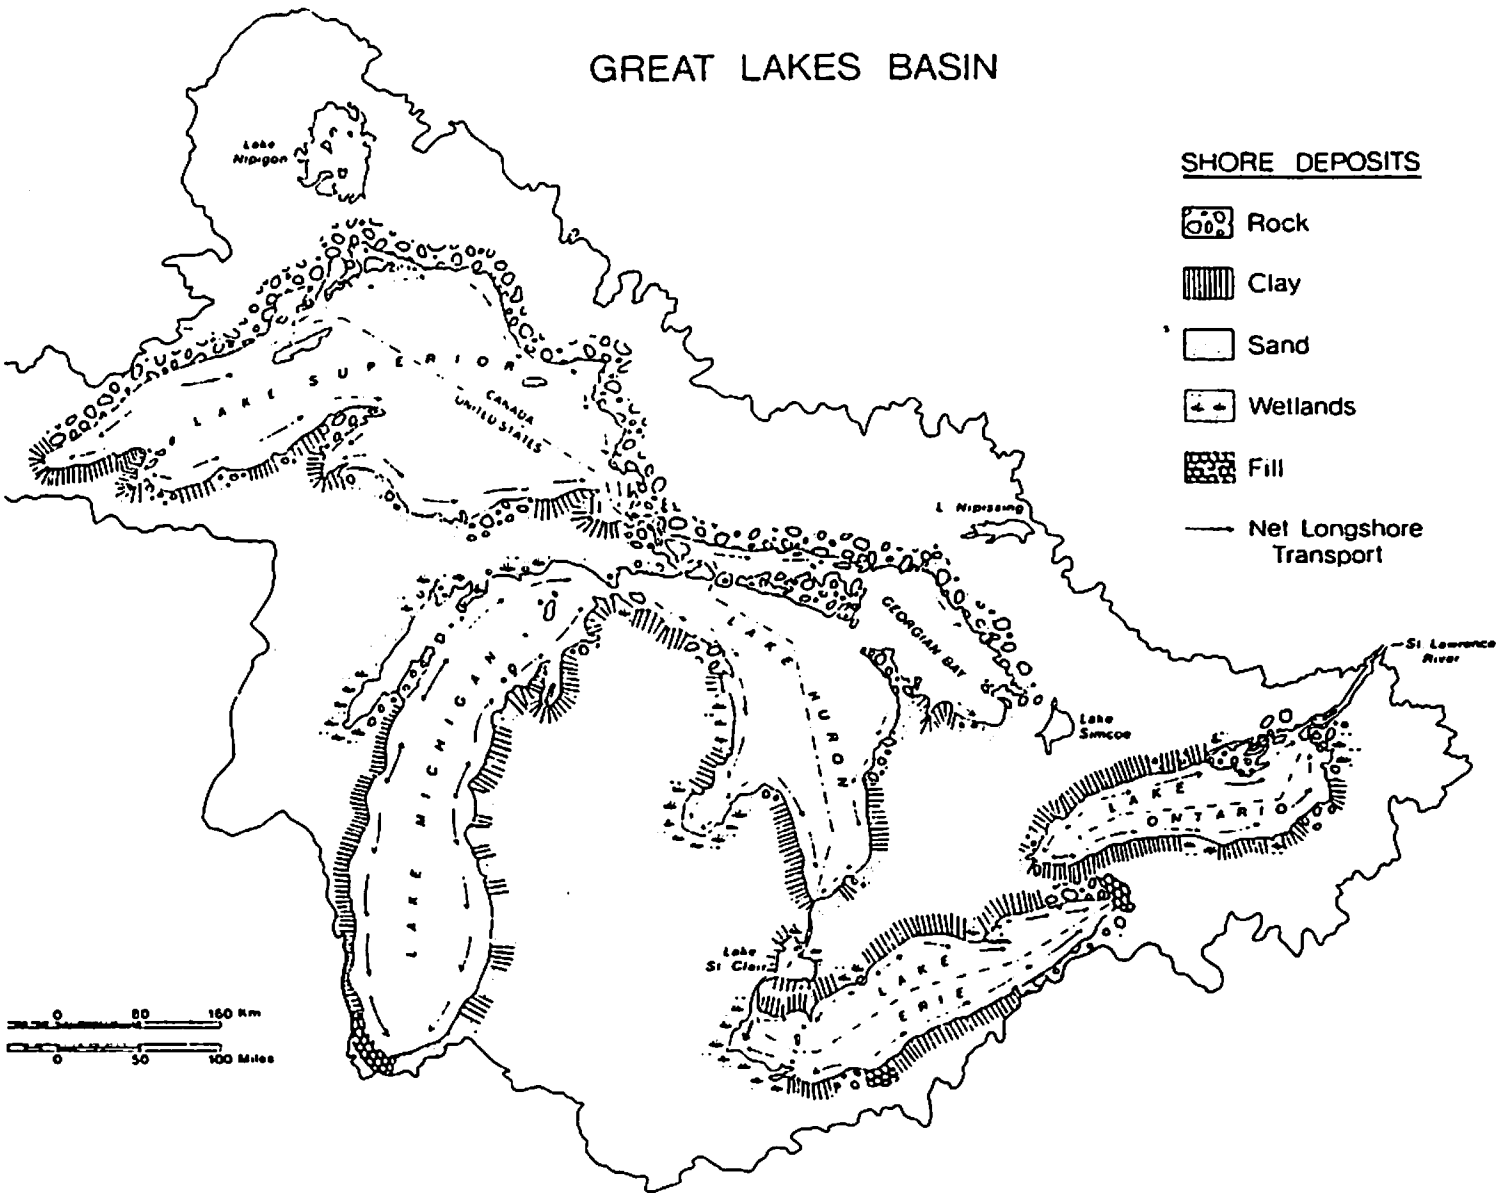 GREAT LAKES BASIN
SHORE DEPOSITS
Rock
Clay
Sand
Wetlands
Fill
Net Longshore
Transport
Lake
Nipigon
LAKE SUPERIOR
CANADA
UNITED STATES
L Nipissing
GEORGIAN BAY
LAKE HURON
LAKE MICHIGAN
St Lawrence
River
Lake
Simcoe
LAKE
ONTARIO
Lake
St Clair
LAKE
ERIE
0 80 160 Km
0 50 100 Miles